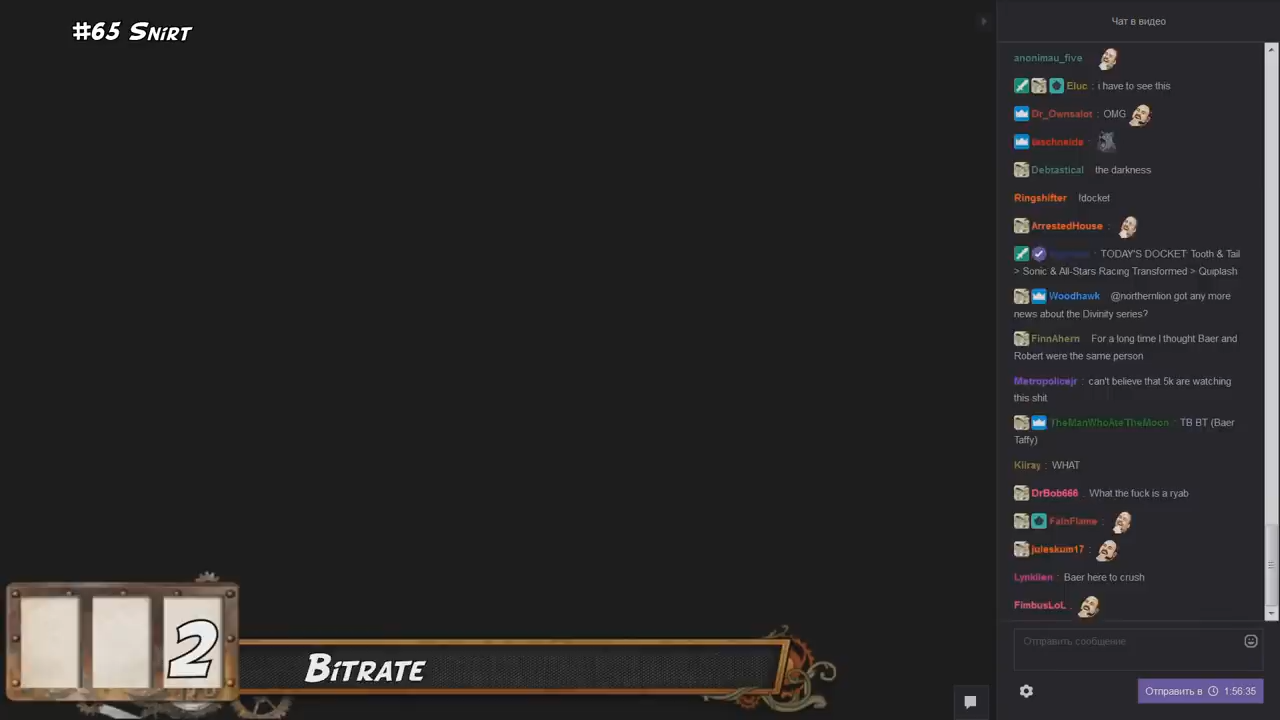 #65 Snirt
Чат в видео
anonimau_five
Eluc : i have to see this
Dr_Ownsalot : OMG
Debtastical the darkness
Ringshifter !docket
ArrestedHouse :
: TODAY'S DOCKET Tooth & Tail
> Sonic & All-Stars Racing Transformed > Quiplash
Woodhawk @northernlion got any more
news about the Divinity series?
FinnAhern For a long time I thought Baer and
Robert were the same person
Metropolicejr : can't believe that 5k are watching
this shit
TheManWhoAteTheMoon : TB BT (Baer
Taffy)
Kilray : WHAT
DrBob666 . What the fuck is a ryab
FalnFlame :
juleskum17 :
Lynkilen : Baer here to crush
FimbusLoL .
Отправить сообщение
2
Bitrate
Отправить в 1:56:35